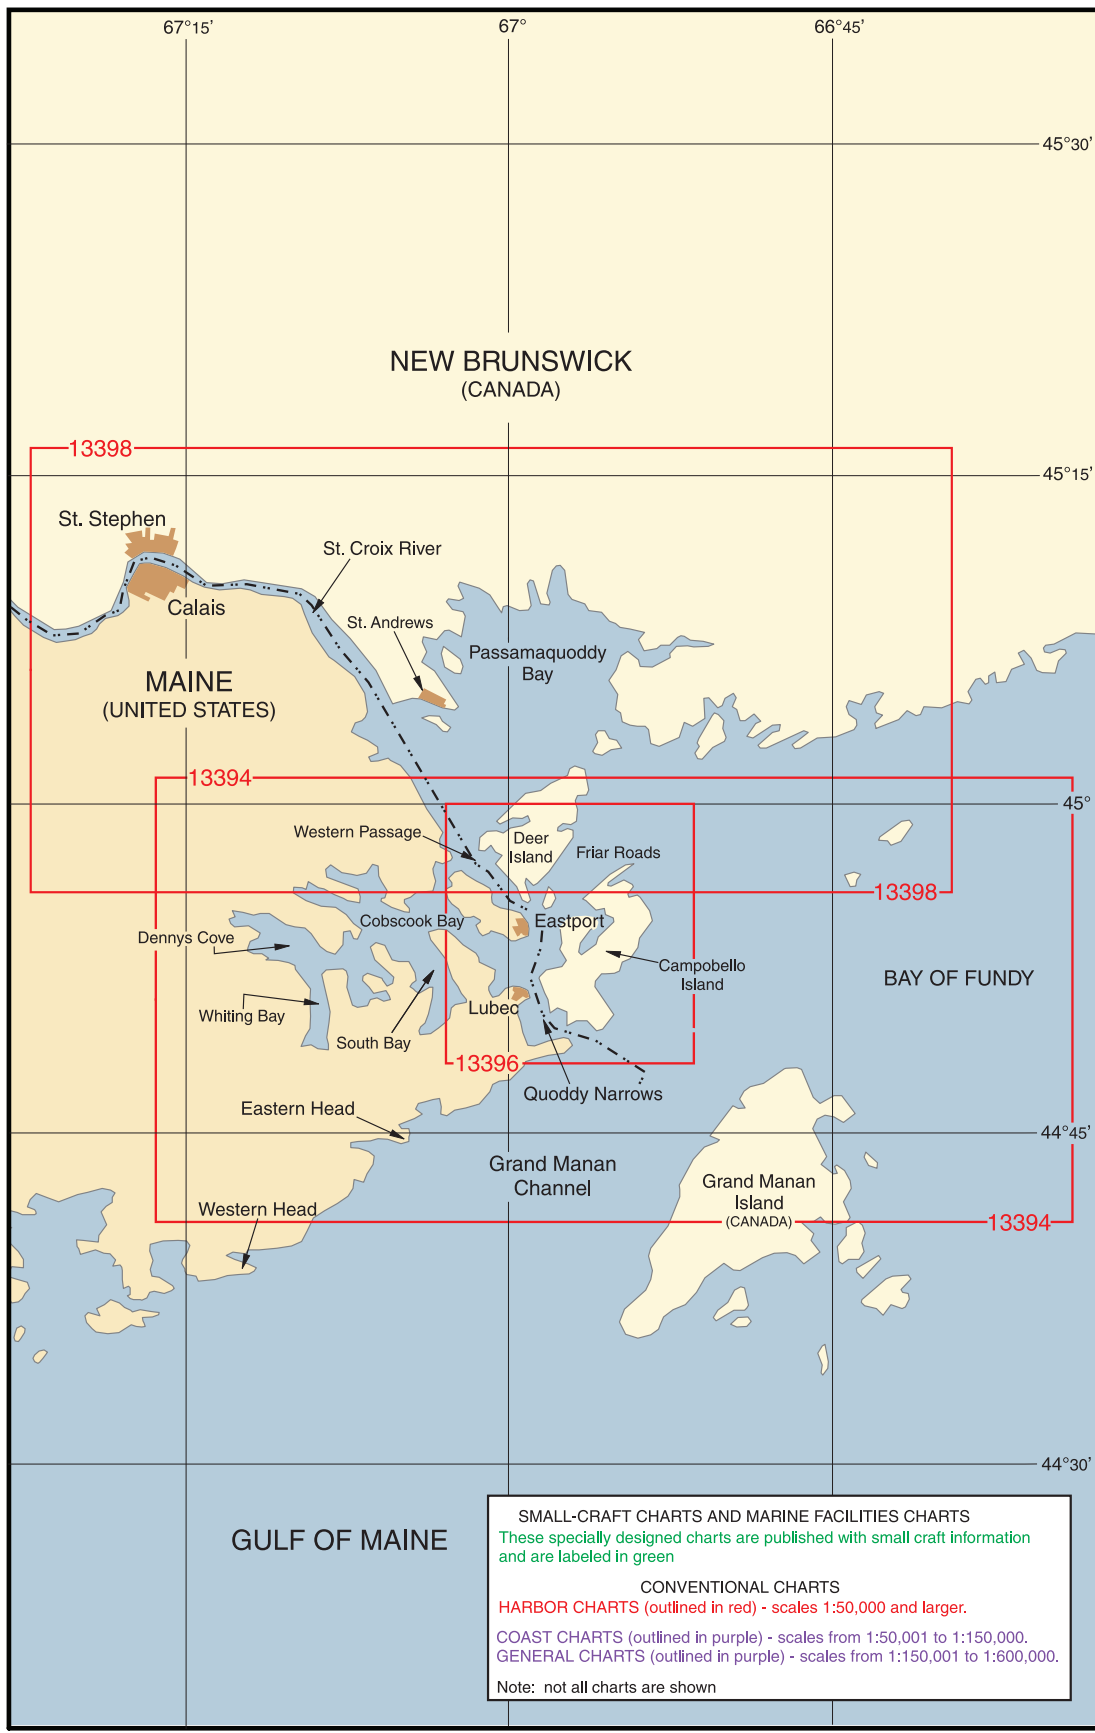 67°15'
67°
66°45'
45°30'
NEW BRUNSWICK
(CANADA)
13398
45°15'
St. Stephen
St. Croix River
Calais
St. Andrews
Passamaquoddy
Bay
MAINE
(UNITED STATES)
13394
45°
Western Passage
Deer
Island
Friar Roads
13398
Cobscook Bay
Eastport
Dennys Cove
Campobello
Island
BAY OF FUNDY
Whiting Bay
Lubec
South Bay
13396
Quoddy Narrows
Eastern Head
44°45'
Grand Manan
Channel
Grand Manan
Island
(CANADA)
Western Head
13394
44°30'
GULF OF MAINE
SMALL-CRAFT CHARTS AND MARINE FACILITIES CHARTS
These specially designed charts are published with small craft information
and are labeled in green
CONVENTIONAL CHARTS
HARBOR CHARTS (outlined in red) - scales 1:50,000 and larger.
COAST CHARTS (outlined in purple) - scales from 1:50,001 to 1:150,000.
GENERAL CHARTS (outlined in purple) - scales from 1:150,001 to 1:600,000.
Note: not all charts are shown